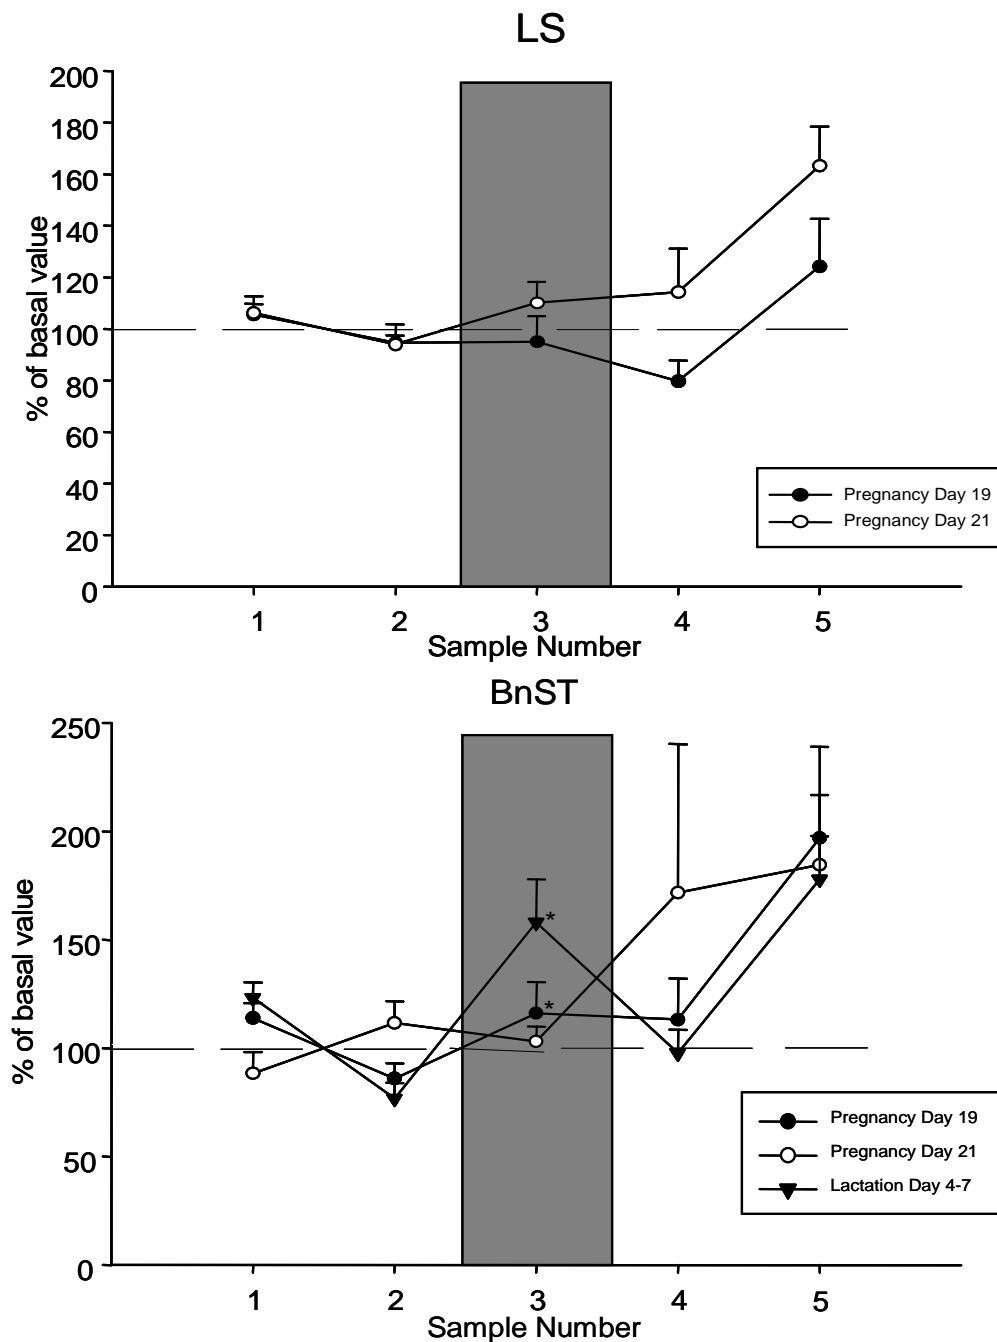 LS
200
180
160
140
120
100
80
60
40
20
0
% of basal value
1 2 3 4 5
Sample Number
Pregnancy Day 19
Pregnancy Day 21
BnST
250
200
150
100
50
0
% of basal value
*
*
1 2 3 4 5
Sample Number
Pregnancy Day 19
Pregnancy Day 21
Lactation Day 4-7